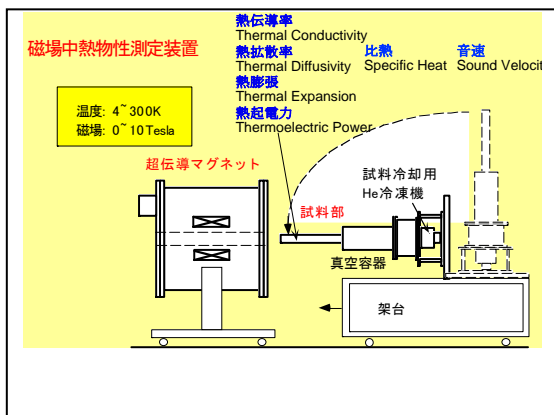 磁場中熱物性測定装置
温度: 4~300K
磁場: 0~10Tesla
熱伝導率
Thermal Conductivity
熱拡散率
Thermal Diffusivity
熱膨張
Thermal Expansion
熱起電力
Thermoelectric Power
比熱
Specific Heat
音速
Sound Velocit
超伝導マグネット
試料部
試料冷却用
He冷凍機
真空容器
架台